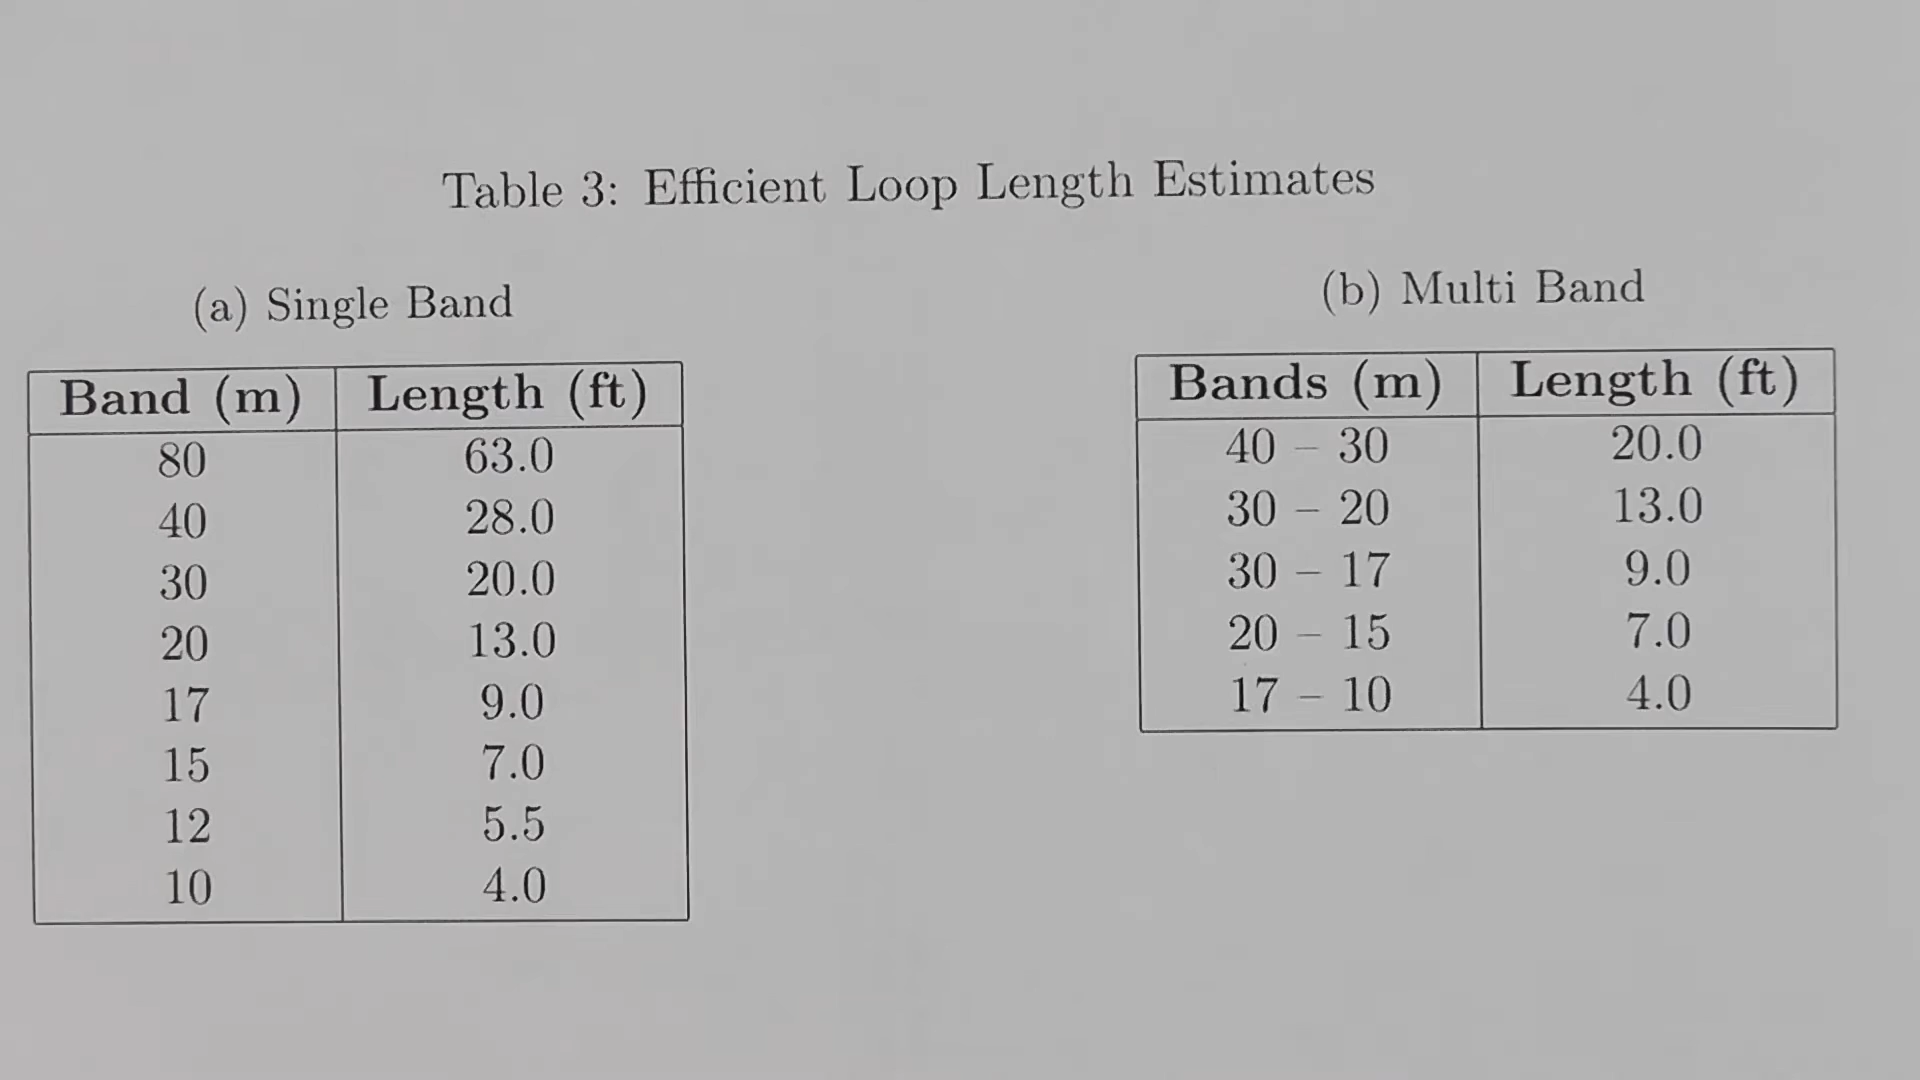 Table 3: Efficient Loop Length Estimates
(a) Single Band
Band (m) Length (ft)
80 63.0
40 28.0
30 20.0
20 13.0
17 9.0
15 7.0
12 5.5
10 4.0
(b) Multi Band
Bands (m) Length (ft)
40 – 30 20.0
30 – 20 13.0
30 – 17 9.0
20 – 15 7.0
17 – 10 4.0